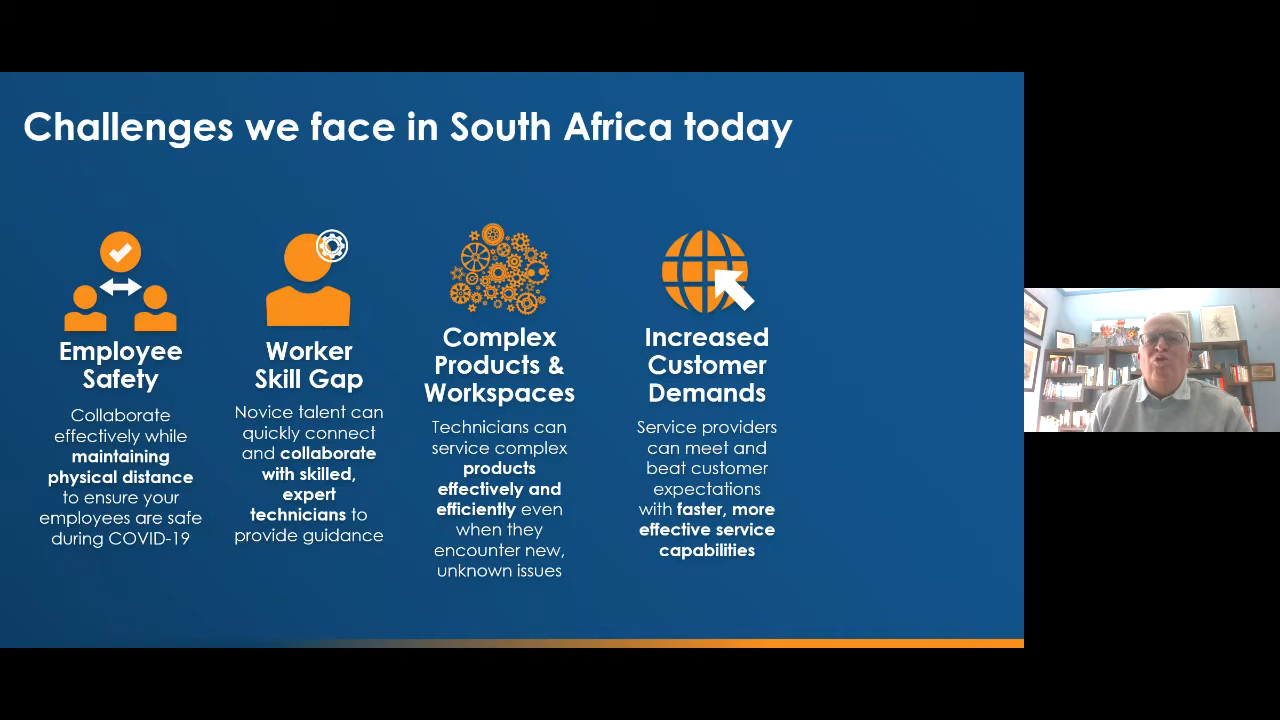 Challenges we face in South Africa today
Employee
Safety
Collaborate
effectively while
maintaining
physical distance
to ensure your
employees are safe
during COVID-19
Worker
Skill Gap
Novice talent can
quickly connect
and collaborate
with skilled,
expert
technicians to
provide guidance
Complex
Products &
Workspaces
Technicians can
service complex
products
effectively and
efficiently even
when they
encounter new,
unknown issues
Increased
Customer
Demands
Service providers
can meet and
beat customer
expectations
with faster, more
effective service
capabilities